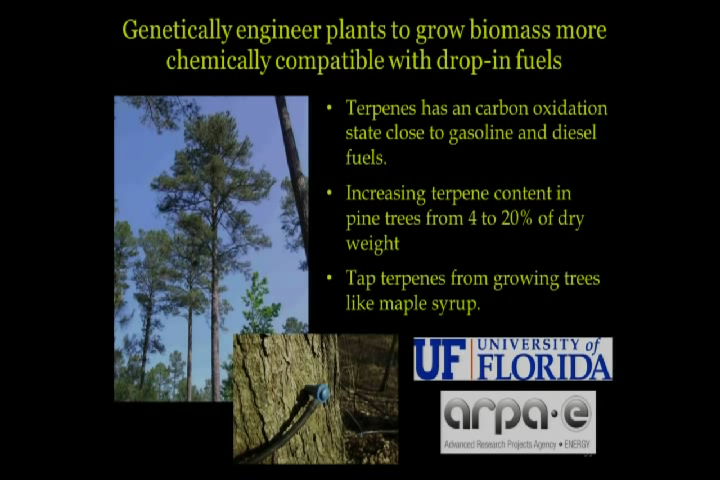 Genetically engineer plants to grow biomass more
chemically compatible with drop-in fuels
• Terpenes has an carbon oxidation
state close to gasoline and diesel
fuels.
• Increasing terpene content in
pine trees from 4 to 20% of dry
weight
• Tap terpenes from growing trees
like maple syrup.
UF UNIVERSITY of
FLORIDA
arpa·e
Advanced Research Projects Agency • ENERGY